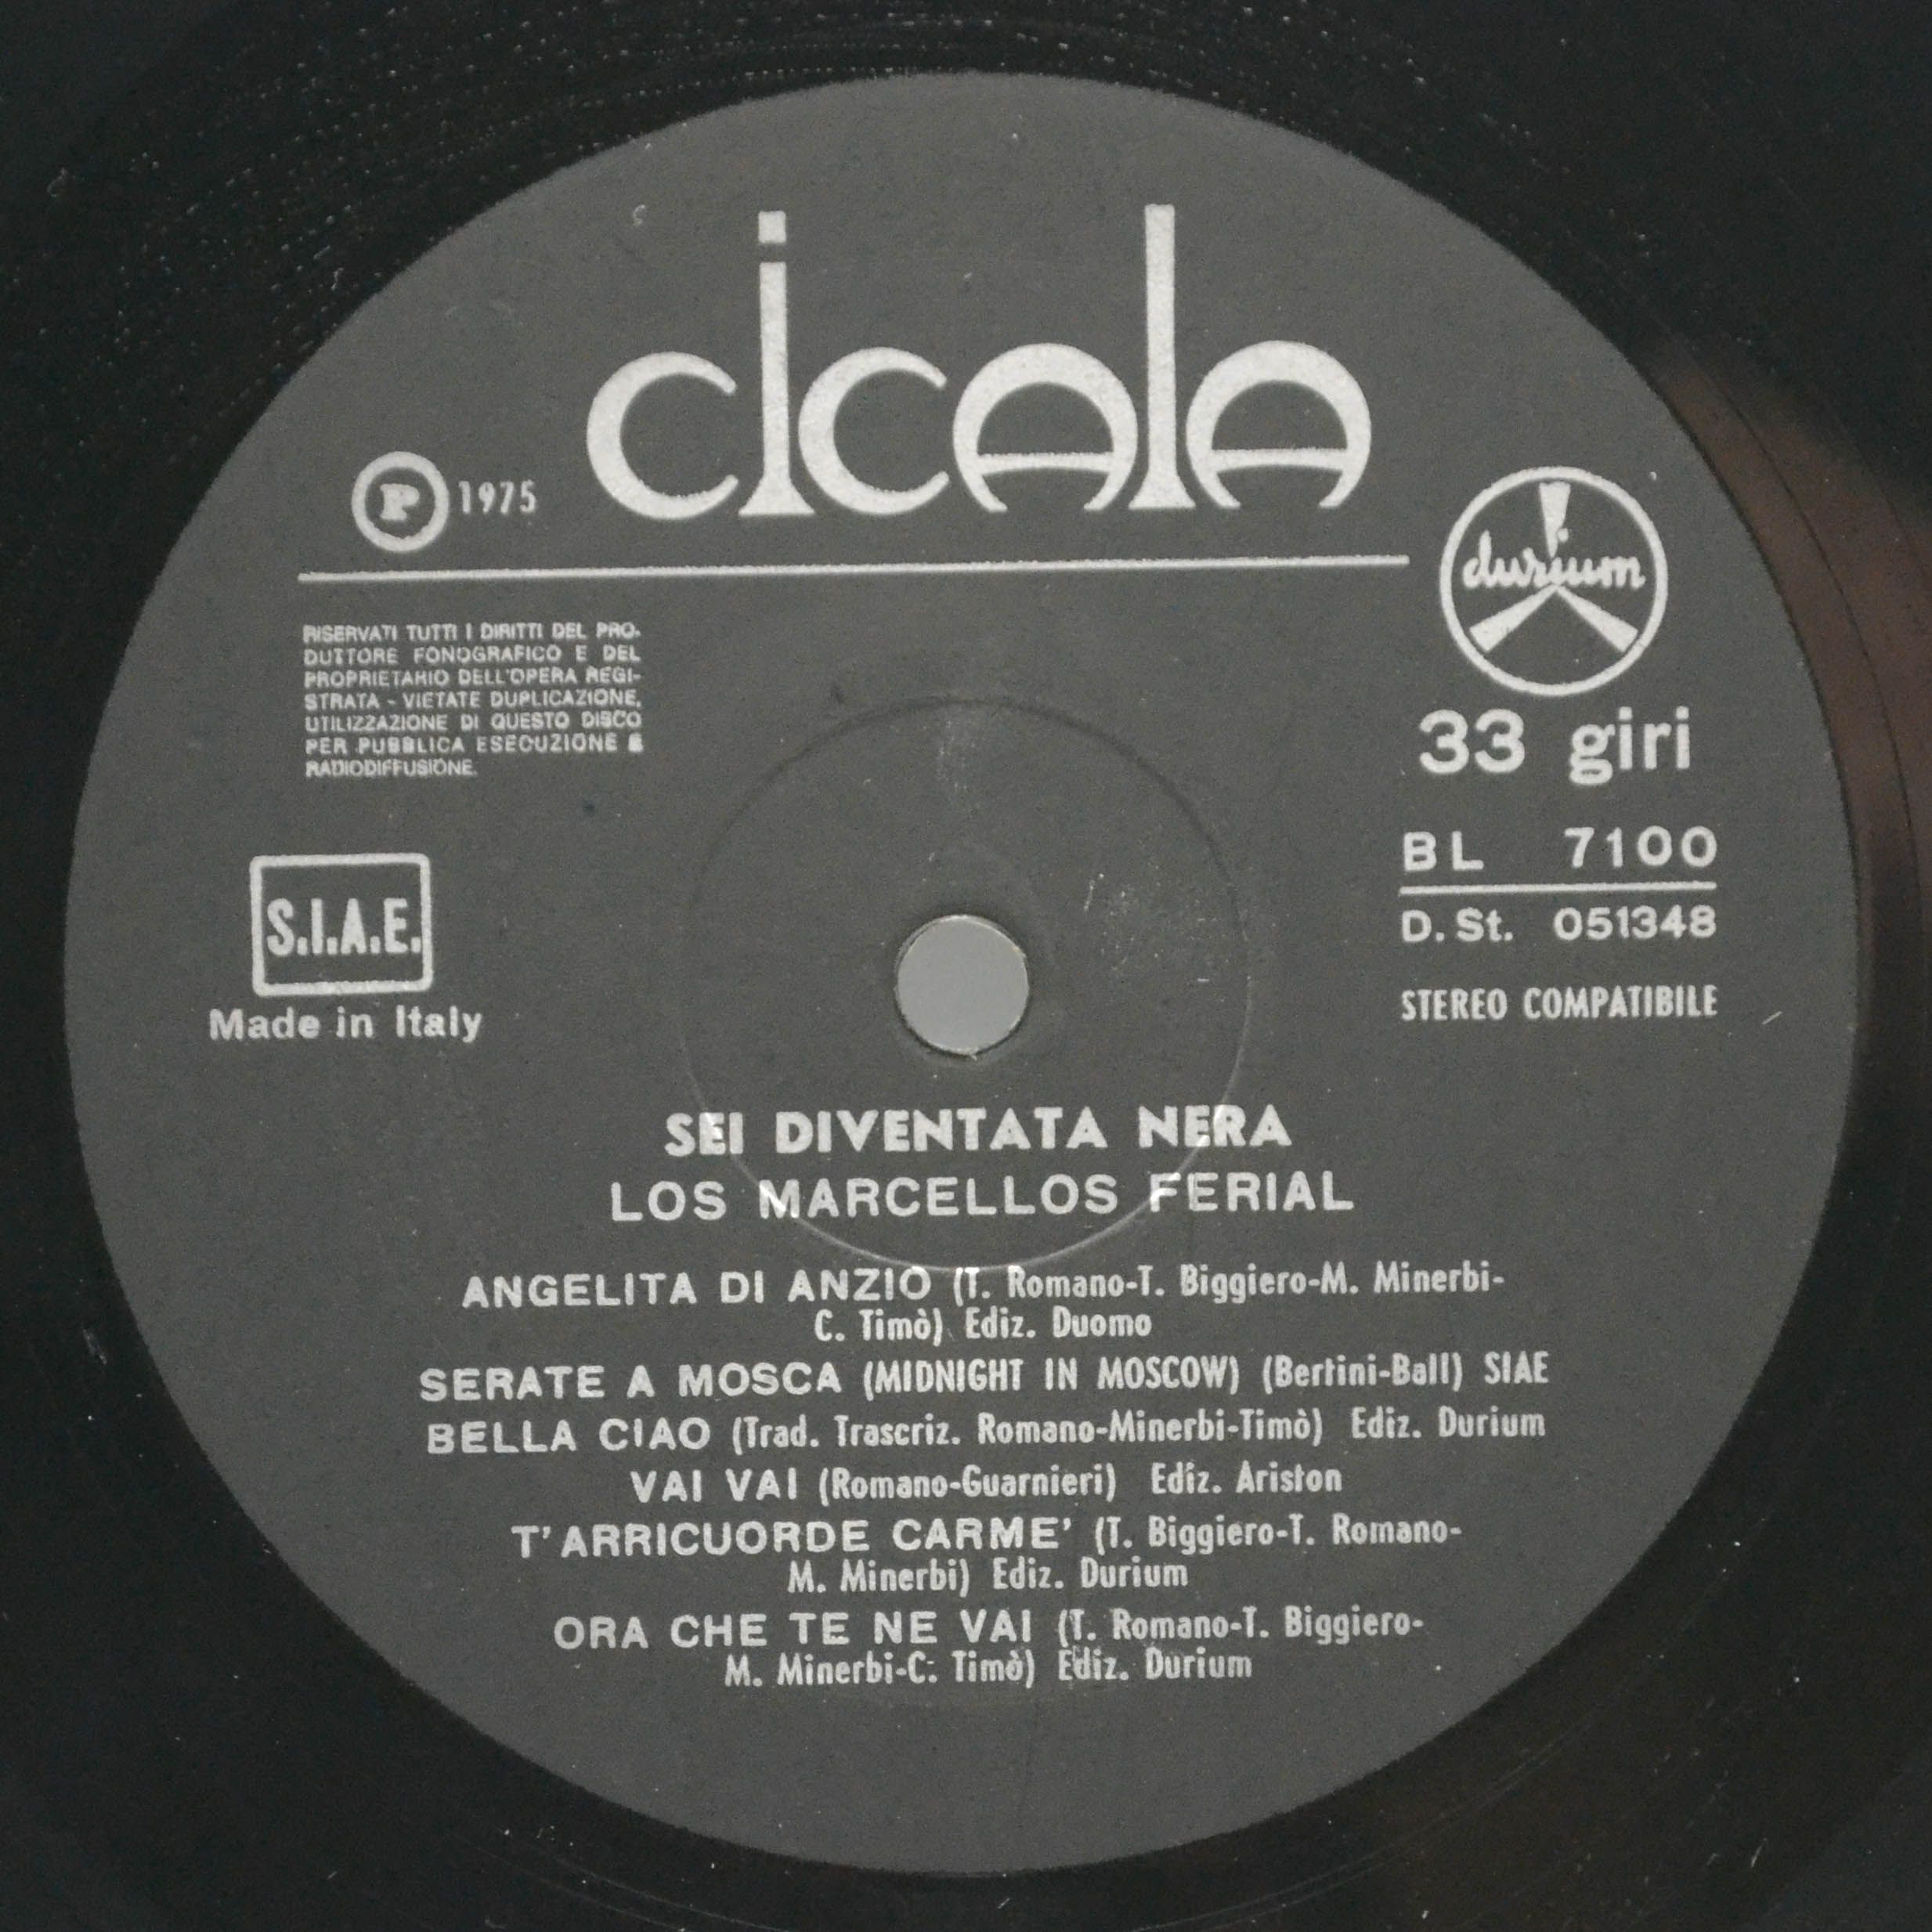 cicala
P 1975
durium
33 giri
BL 7100
D. St. 051348
STEREO COMPATIBILE
RISERVATI TUTTI I DIRITTI DEL PRO-
DUTTORE FONOGRAFICO E DEL
PROPRIETARIO DELL'OPERA REGI-
STRATA - VIETATE DUPLICAZIONE,
UTILIZZAZIONE DI QUESTO DISCO
PER PUBBLICA ESECUZIONE E
RADIODIFFUSIONE.
S.I.A.E.
Made in Italy
SEI DIVENTATA NERA
LOS MARCELLOS FERIAL
ANGELITA DI ANZIO (T. Romano-T. Biggiero-M. Minerbi-
C. Timò) Ediz. Duomo
SERATE A MOSCA (MIDNIGHT IN MOSCOW) (Bertini-Ball) SIAE
BELLA CIAO (Trad. Trascriz. Romano-Minerbi-Timò) Ediz. Durium
VAI VAI (Romano-Guarnieri) Ediz. Ariston
T'ARRICUORDE CARME' (T. Biggiero-T. Romano-
M. Minerbi) Ediz. Durium
ORA CHE TE NE VAI (T. Romano-T. Biggiero-
M. Minerbi-C. Timò) Ediz. Durium